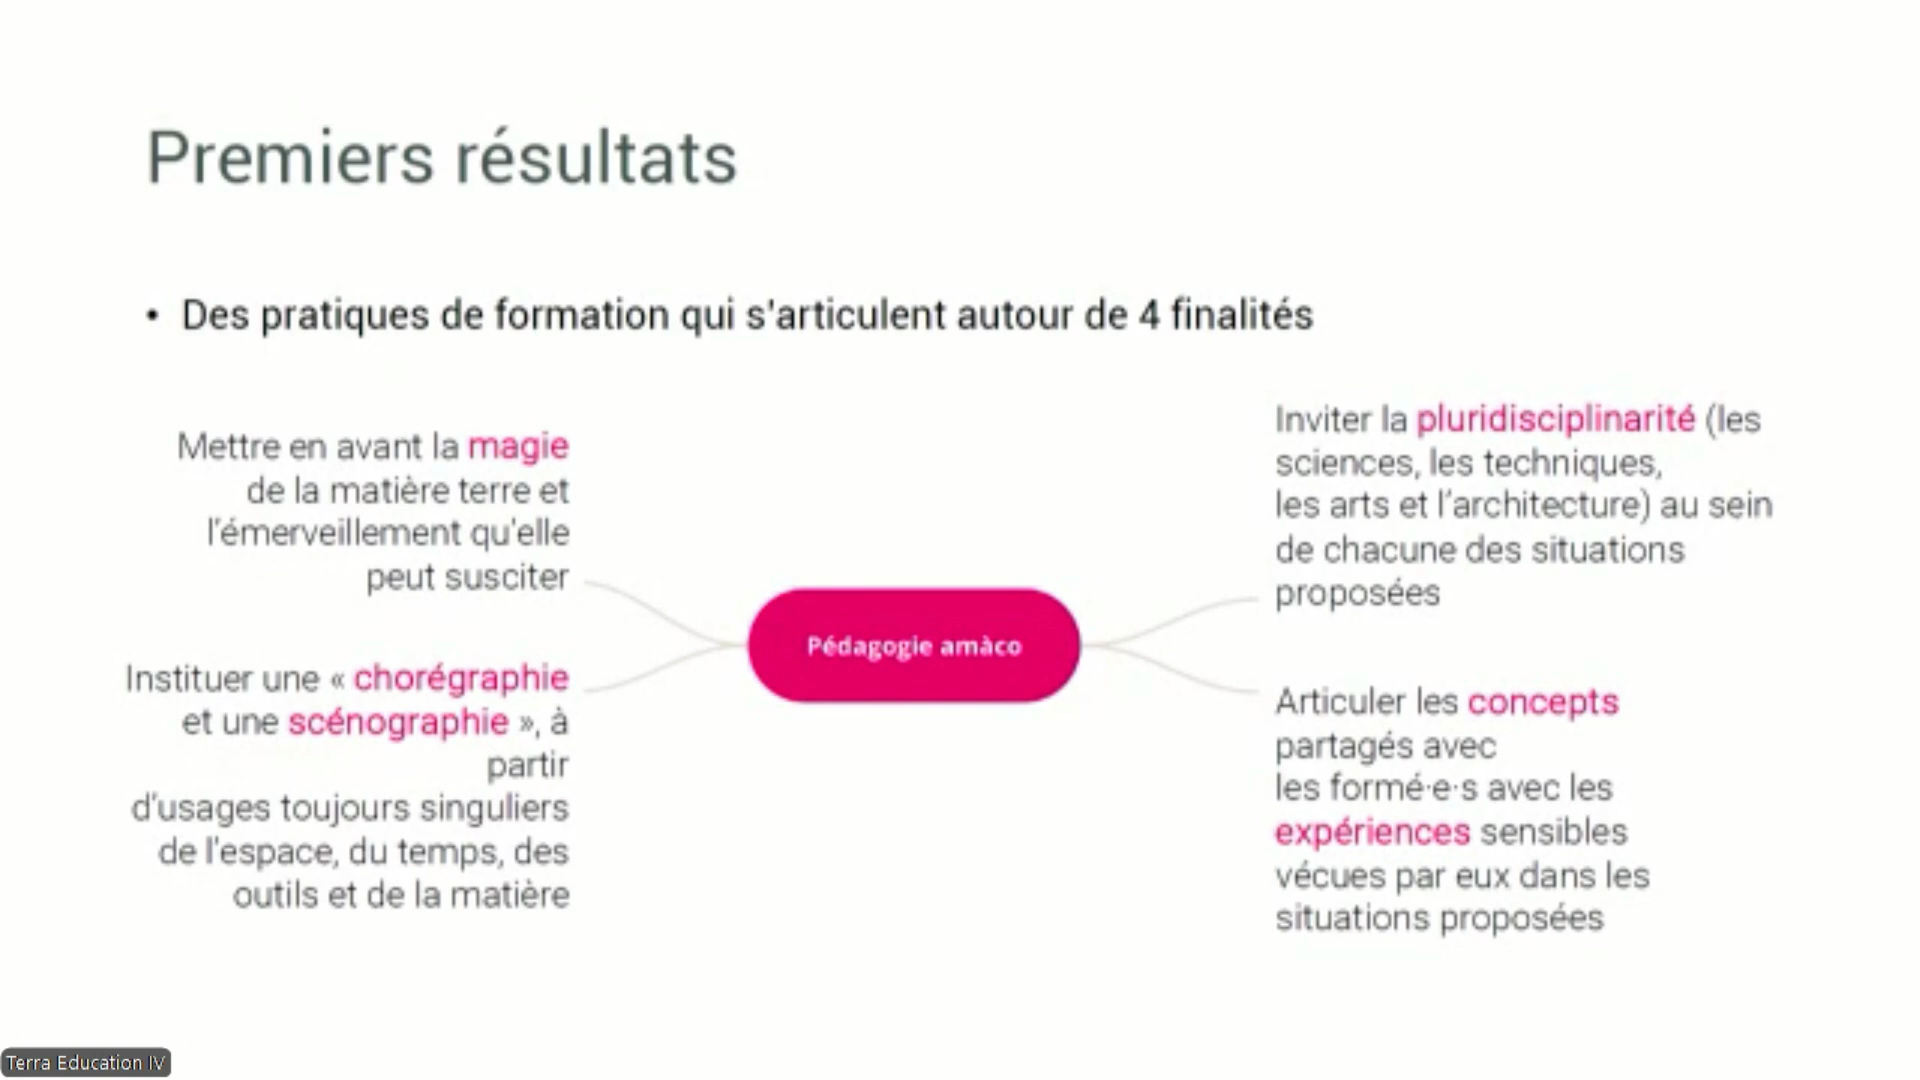 Premiers résultats
• Des pratiques de formation qui s'articulent autour de 4 finalités
Mettre en avant la magie
de la matière terre et
l'émerveillement qu'elle
peut susciter
Instituer une « chorégraphie
et une scénographie », à
partir
d'usages toujours singuliers
de l'espace, du temps, des
outils et de la matière
Pédagogie amàco
Inviter la pluridisciplinarité (les
sciences, les techniques,
les arts et l'architecture) au sein
de chacune des situations
proposées
Articuler les concepts
partagés avec
les formé·e·s avec les
expériences sensibles
vécues par eux dans les
situations proposées
Terra Education IV